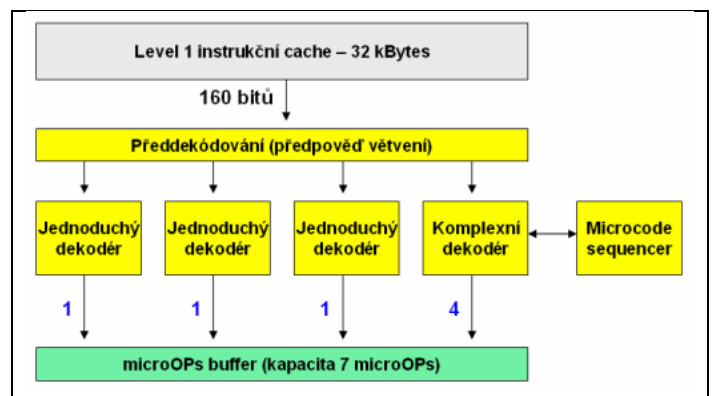 Level 1 instrukční cache – 32 kBytes
160 bitů
Předdekódování (předpověď větvení)
Jednoduchý
dekodér
Jednoduchý
dekodér
Jednoduchý
dekodér
Komplexní
dekodér
Microcode
sequencer
1
1
1
4
microOPs buffer (kapacita 7 microOPs)